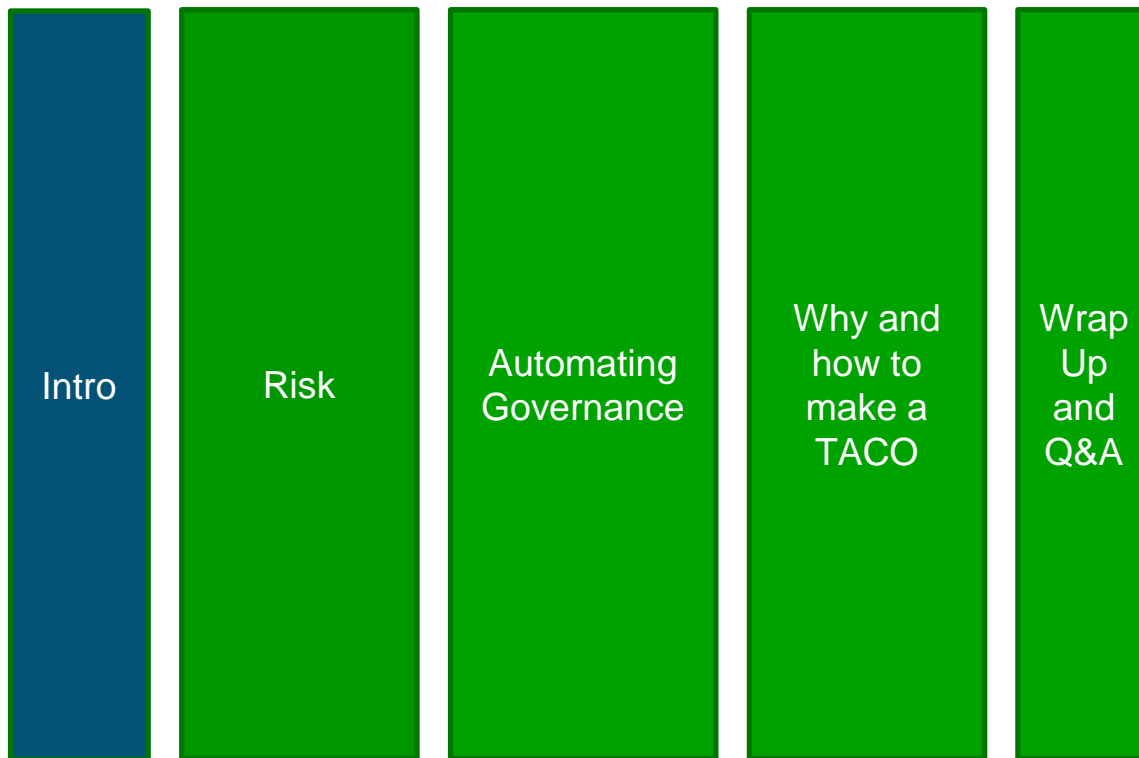 Intro
Risk
Automating
Governance
Why and
how to
make a
TACO
Wrap
Up
and
Q&A